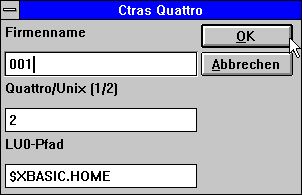 Ctras Quattro
Firmenname
OK
001
Abbrechen
Quattro/Unix (1/2)
2
LU0-Pfad
$XBASIC.HOME